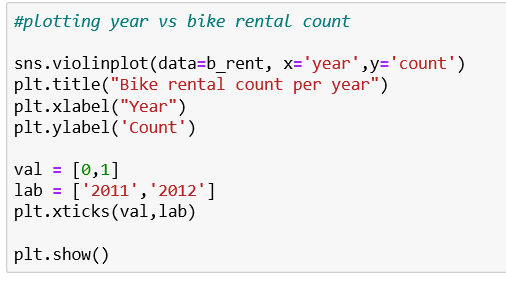 #plotting year vs bike rental count
sns.violinplot(data=b_rent, x='year',y='count')
plt.title("Bike rental count per year")
plt.xlabel("Year")
plt.ylabel('Count')
val = [0,1]
lab = ['2011','2012']
plt.xticks(val,lab)
plt.show()